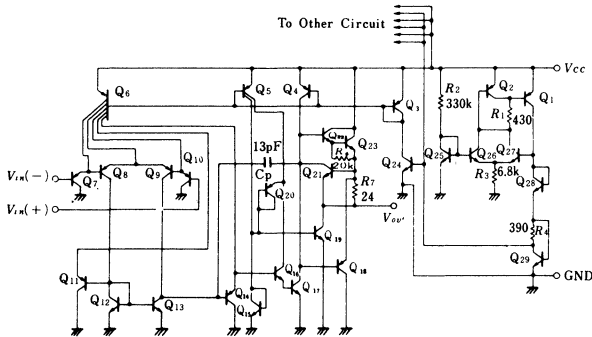 To Other Circuit
VCC
Q6
Q5
Q4
Q3
R2
330k
Q2
Q1
R1
430
13pF
CP
Q22
Q23
20k
Q24
Q25
Q26
Q27
R3
6.8k
Q28
VIN(−)
Q7
Q8
Q9
Q10
Q20
Q21
R7
24
VIN(+)
VOUT
Q19
390
R4
Q29
GND
Q11
Q12
Q13
Q14
Q15
Q16
Q17
Q18